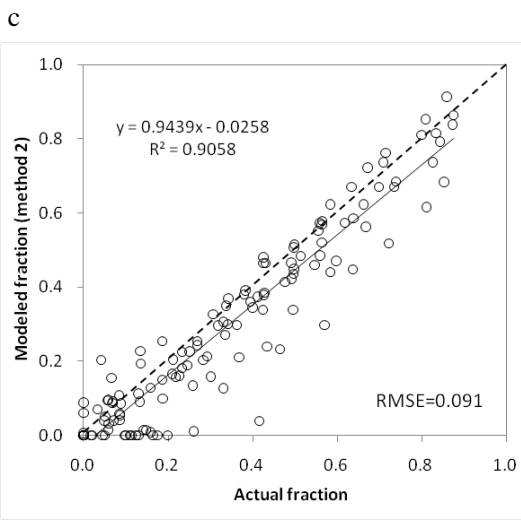 c
1.0
y = 0.9439x - 0.0258
R² = 0.9058
0.8
0.6
0.4
0.2
0.0
Modeled fraction (method 2)
RMSE=0.091
0.0 0.2 0.4 0.6 0.8 1.0
Actual fraction